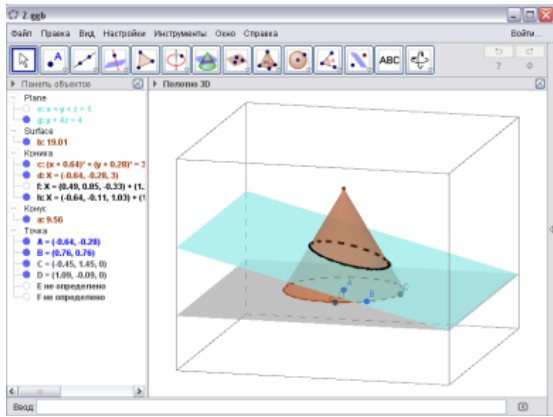 2.ggb
Файл Правка Вид Настройки Инструменты Окно Справка
Войти...
ABC
Панель объектов
Полотно 3D
Plane
e: x + y + z = 1
g: y + 4z = 4
Surface
b: 19.01
Коника
c: (x + 0.64)² + (y + 0.28)² = 3
d: X = (-0.64, -0.28, 3)
f: X = (0.49, 0.85, -0.33) + (1.
h: X = (-0.64, -0.11, 1.03) + (1
Конус
a: 9.56
Точка
A = (-0.64, -0.28)
B = (0.76, 0.76)
C = (-0.45, 1.45, 0)
D = (1.09, -0.09, 0)
E не определено
F не определено
A
B
C
Ввод: